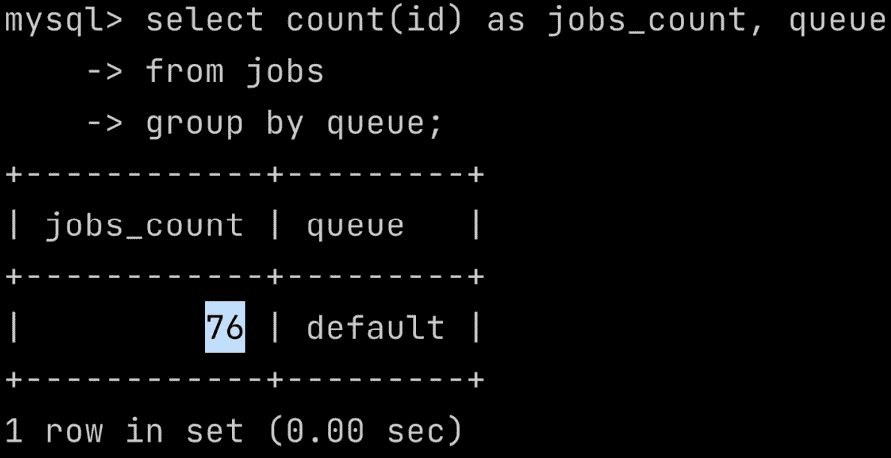 mysql> select count(id) as jobs_count, queue
    -> from jobs
    -> group by queue;
+------------+---------+
| jobs_count | queue   |
+------------+---------+
|         76 | default |
+------------+---------+
1 row in set (0.00 sec)